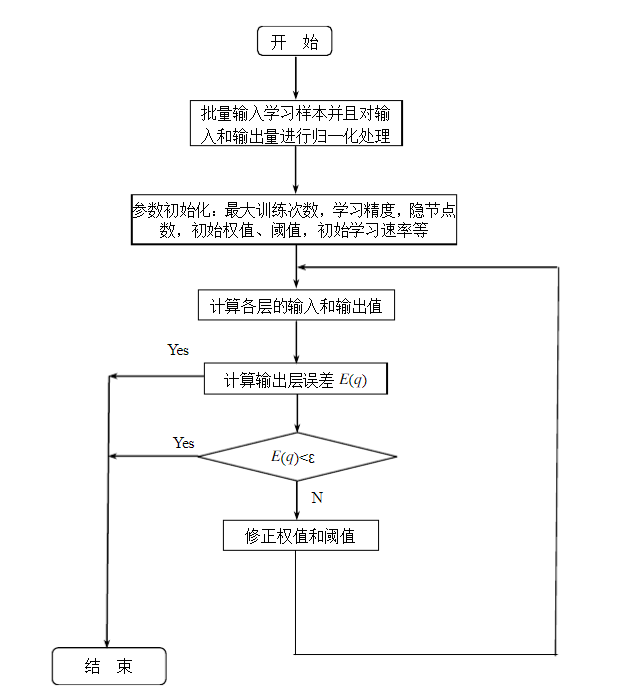 开 始
批量输入学习样本并且对输
入和输出量进行归一化处理
参数初始化：最大训练次数，学习精度，隐节点
数，初始权值、阈值，初始学习速率等
计算各层的输入和输出值
Yes
计算输出层误差 E(q)
Yes
E(q)<ε
N
修正权值和阈值
结 束